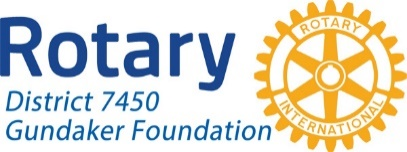 Rotary
District 7450
Gundaker Foundation
ROTARY
INTERNATIONAL